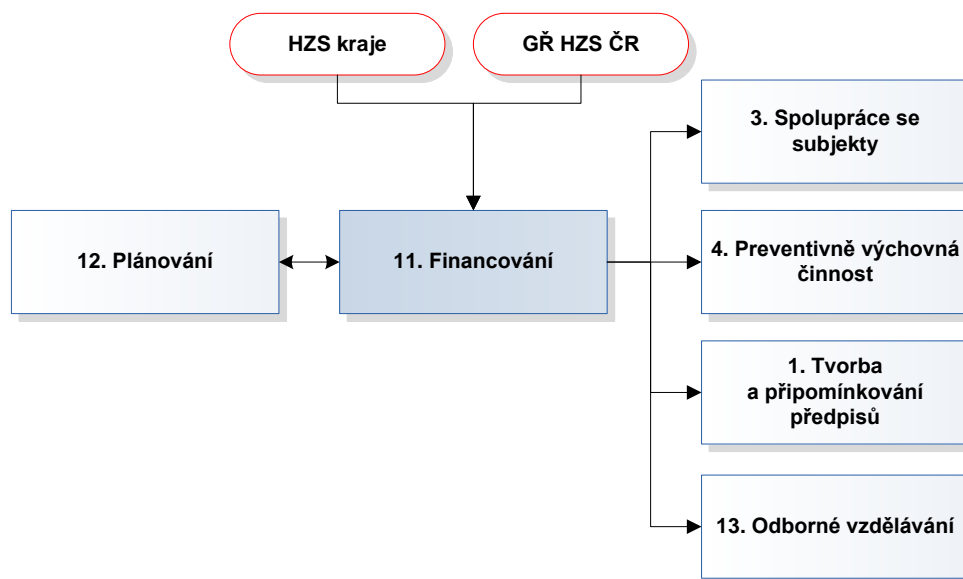 HZS kraje
GŘ HZS ČR
3. Spolupráce se
subjekty
12. Plánování
11. Financování
4. Preventivně výchovná
činnost
1. Tvorba
a připomínkování
předpisů
13. Odborné vzdělávání